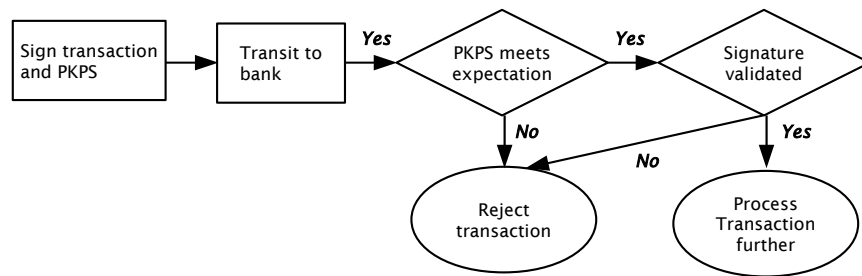 Sign transaction
and PKPS
Transit to
bank
Yes
PKPS meets
expectation
Yes
Signature
validated
No
No
Yes
Reject
transaction
Process
Transaction
further